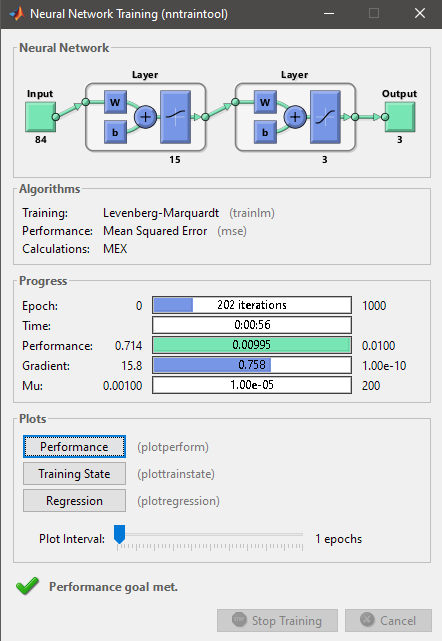 Neural Network Training (nntraintool)
Neural Network
Layer Layer
Input Output
W W
b b
+ +
84 15 3 3
Algorithms
Training: Levenberg-Marquardt (trainlm)
Performance: Mean Squared Error (mse)
Calculations: MEX
Progress
Epoch: 0 202 iterations 1000
Time: 0:00:56
Performance: 0.714 0.00995 0.0100
Gradient: 15.8 0.758 1.00e-10
Mu: 0.00100 1.00e-05 200
Plots
Performance (plotperform)
Training State (plottrainstate)
Regression (plotregression)
Plot Interval: 1 epochs
Performance goal met.
Stop Training Cancel